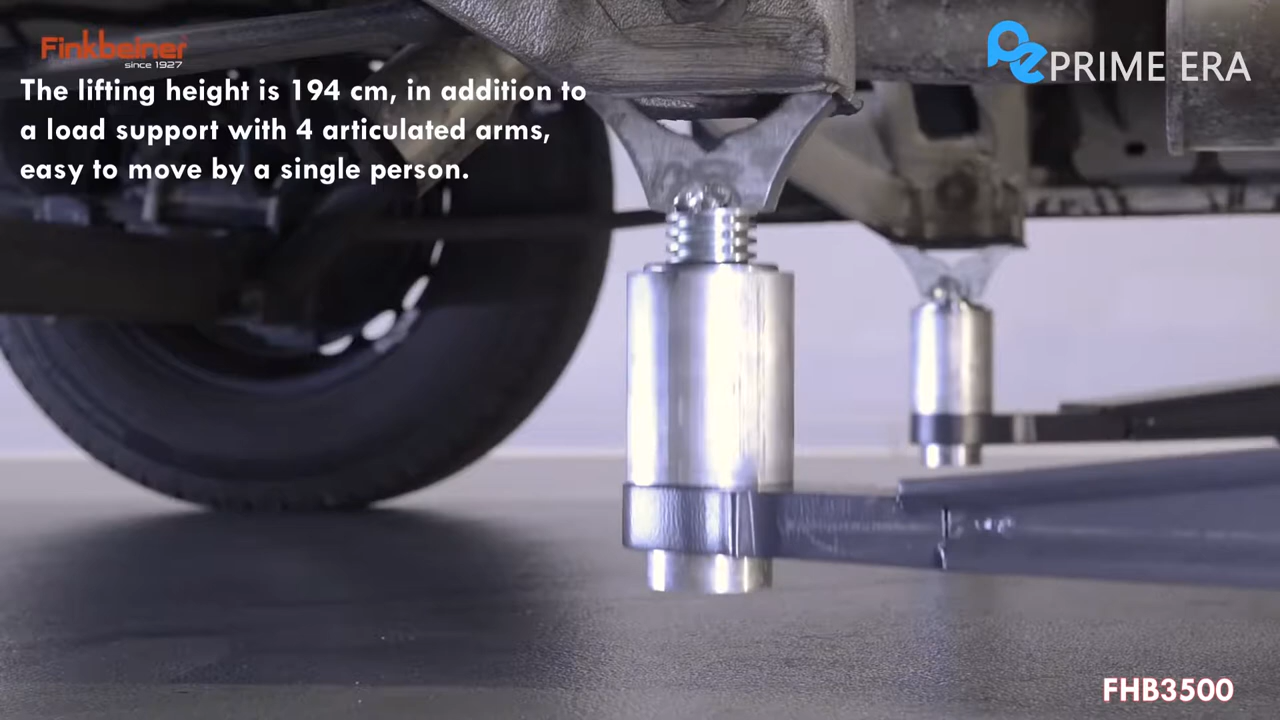 Finkbeiner
since 1927
PRIME ERA
The lifting height is 194 cm, in addition to
a load support with 4 articulated arms,
easy to move by a single person.
FHB3500